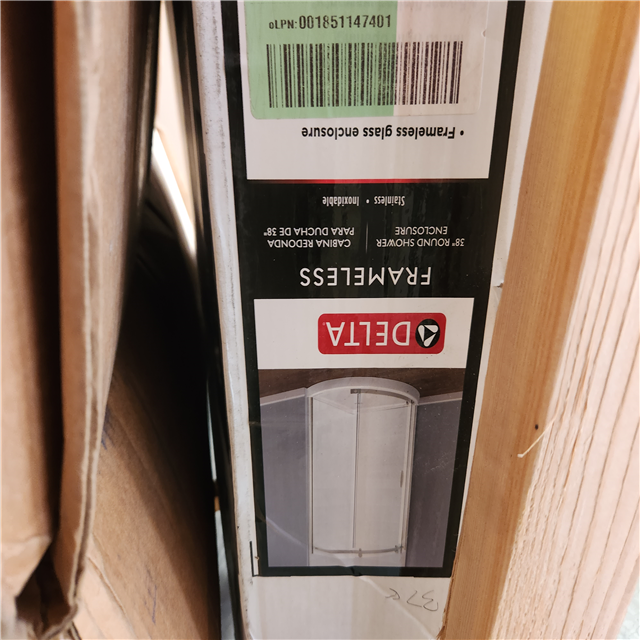 oLPN: 001851147401
DELTA
FRAMELESS
38" ROUND SHOWER
ENCLOSURE
CABINA REDONDA
PARA DUCHA DE 38"
Stainless • Inoxidable
• Frameless glass enclosure